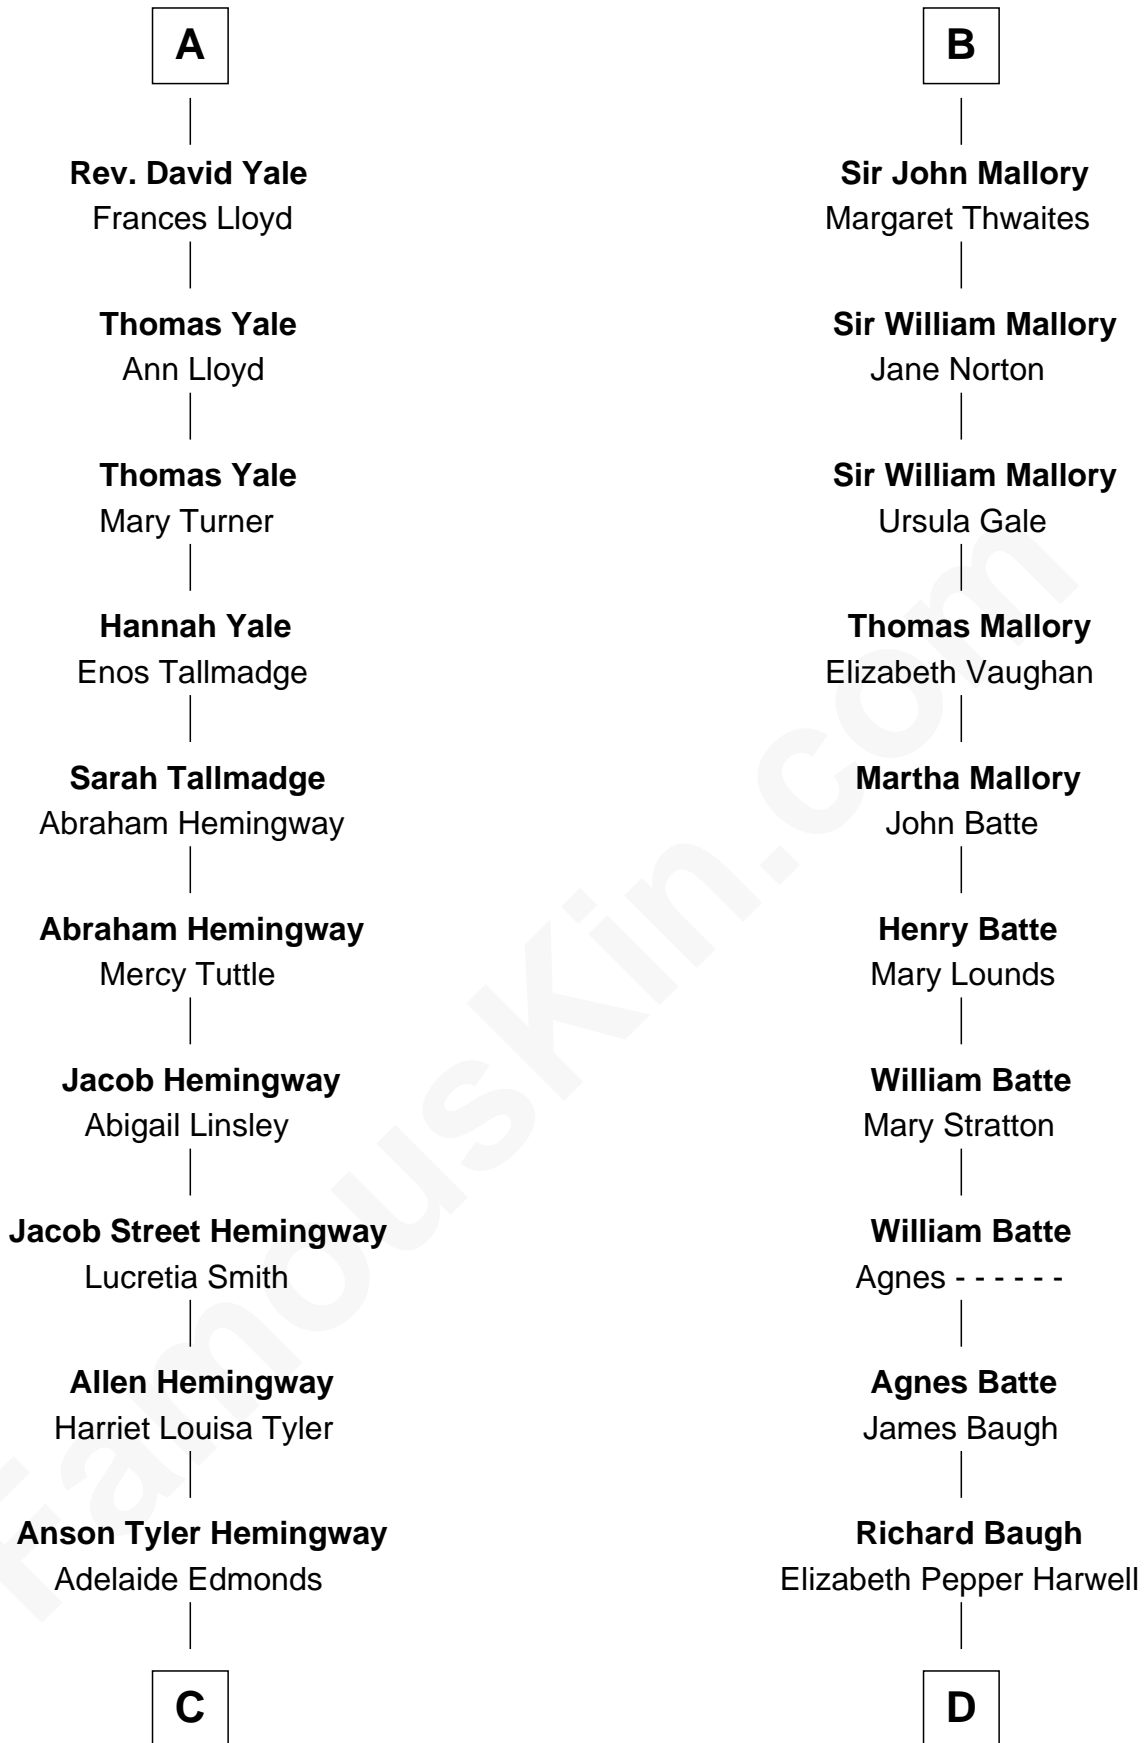 A
Rev. David Yale
Frances Lloyd
Thomas Yale
Ann Lloyd
Thomas Yale
Mary Turner
Hannah Yale
Enos Tallmadge
Sarah Tallmadge
Abraham Hemingway
Abraham Hemingway
Mercy Tuttle
Jacob Hemingway
Abigail Linsley
Jacob Street Hemingway
Lucretia Smith
Allen Hemingway
Harriet Louisa Tyler
Anson Tyler Hemingway
Adelaide Edmonds
C
B
Sir John Mallory
Margaret Thwaites
Sir William Mallory
Jane Norton
Sir William Mallory
Ursula Gale
Thomas Mallory
Elizabeth Vaughan
Martha Mallory
John Batte
Henry Batte
Mary Lounds
William Batte
Mary Stratton
William Batte
Agnes - - - - - -
Agnes Batte
James Baugh
Richard Baugh
Elizabeth Pepper Harwell
D
FamousKin.com